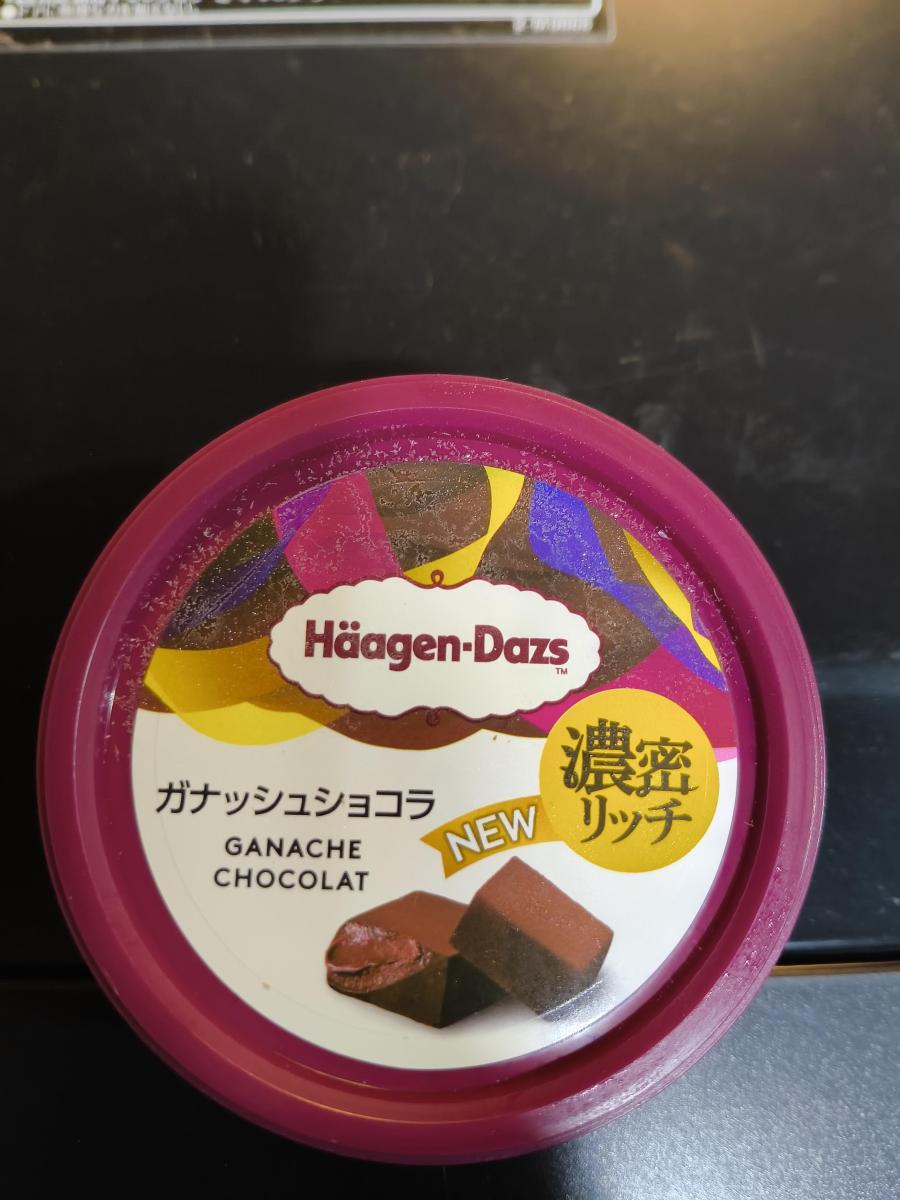 Häagen-Dazs
TM
濃密
リッチ
ガナッシュショコラ
NEW
GANACHE
CHOCOLAT